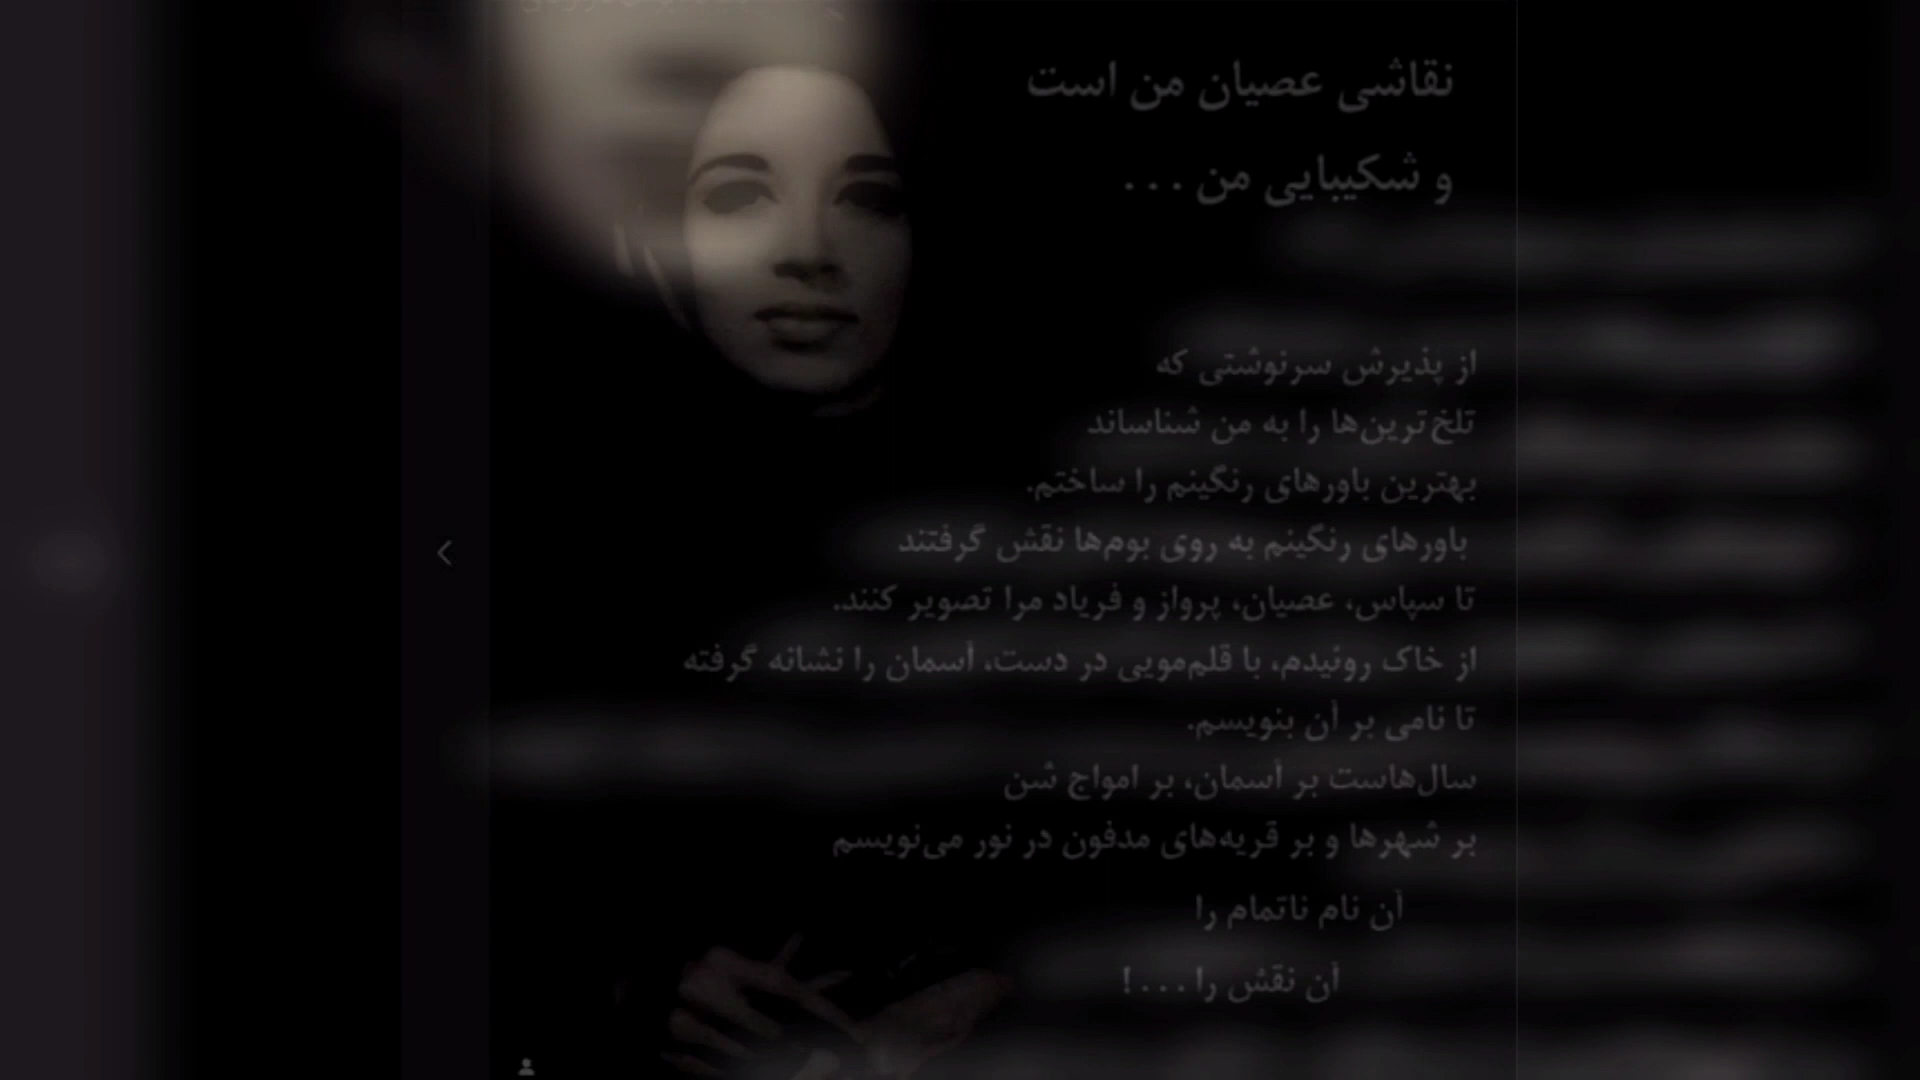 نقاشی عصیان من است
و شکیبایی من ...
از پذیرش سرنوشتی که
تلخ‌ترین‌ها را به من شناساند
بهترین باورهای رنگینم را ساختم.
باورهای رنگینم به روی بوم‌ها نقش گرفتند
تا سپاس، عصیان، پرواز و فریاد مرا تصویر کنند.
از خاک روئیدم، با قلم‌مویی در دست، آسمان را نشانه گرفته
تا نامی بر آن بنویسم.
سال‌هاست بر آسمان، بر امواج شن
بر شهرها و بر قریه‌های مدفون در نور می‌نویسم
آن نام ناتمام را
آن نقش را ...!